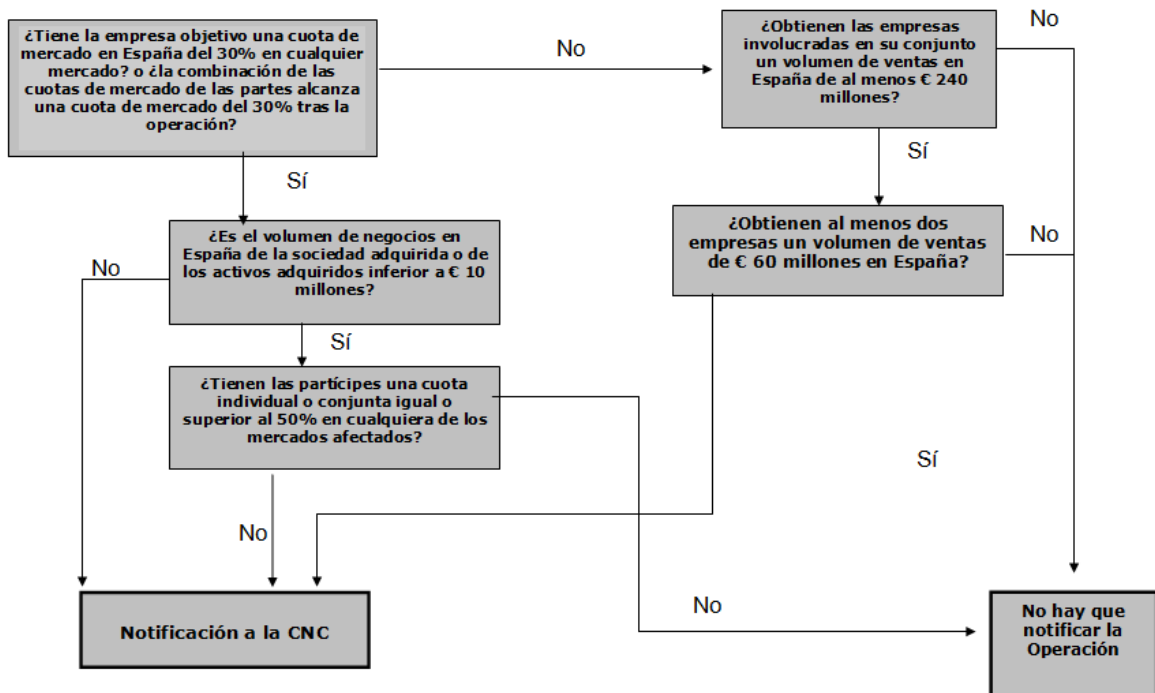 ¿Tiene la empresa objetivo una cuota de
mercado en España del 30% en cualquier
mercado? o ¿la combinación de las
cuotas de mercado de las partes alcanza
una cuota de mercado del 30% tras la
operación?
No
¿Obtienen las empresas
involucradas en su conjunto
un volumen de ventas en
España de al menos € 240
millones?
No
Sí
Sí
¿Es el volumen de negocios en
España de la sociedad adquirida o de
los activos adquiridos inferior a € 10
millones?
No
¿Obtienen al menos dos
empresas un volumen de ventas
de € 60 millones en España?
No
Sí
¿Tienen las partícipes una cuota
individual o conjunta igual o
superior al 50% en cualquiera de los
mercados afectados?
Sí
No
No
Notificación a la CNC
No hay que
notificar la
Operación